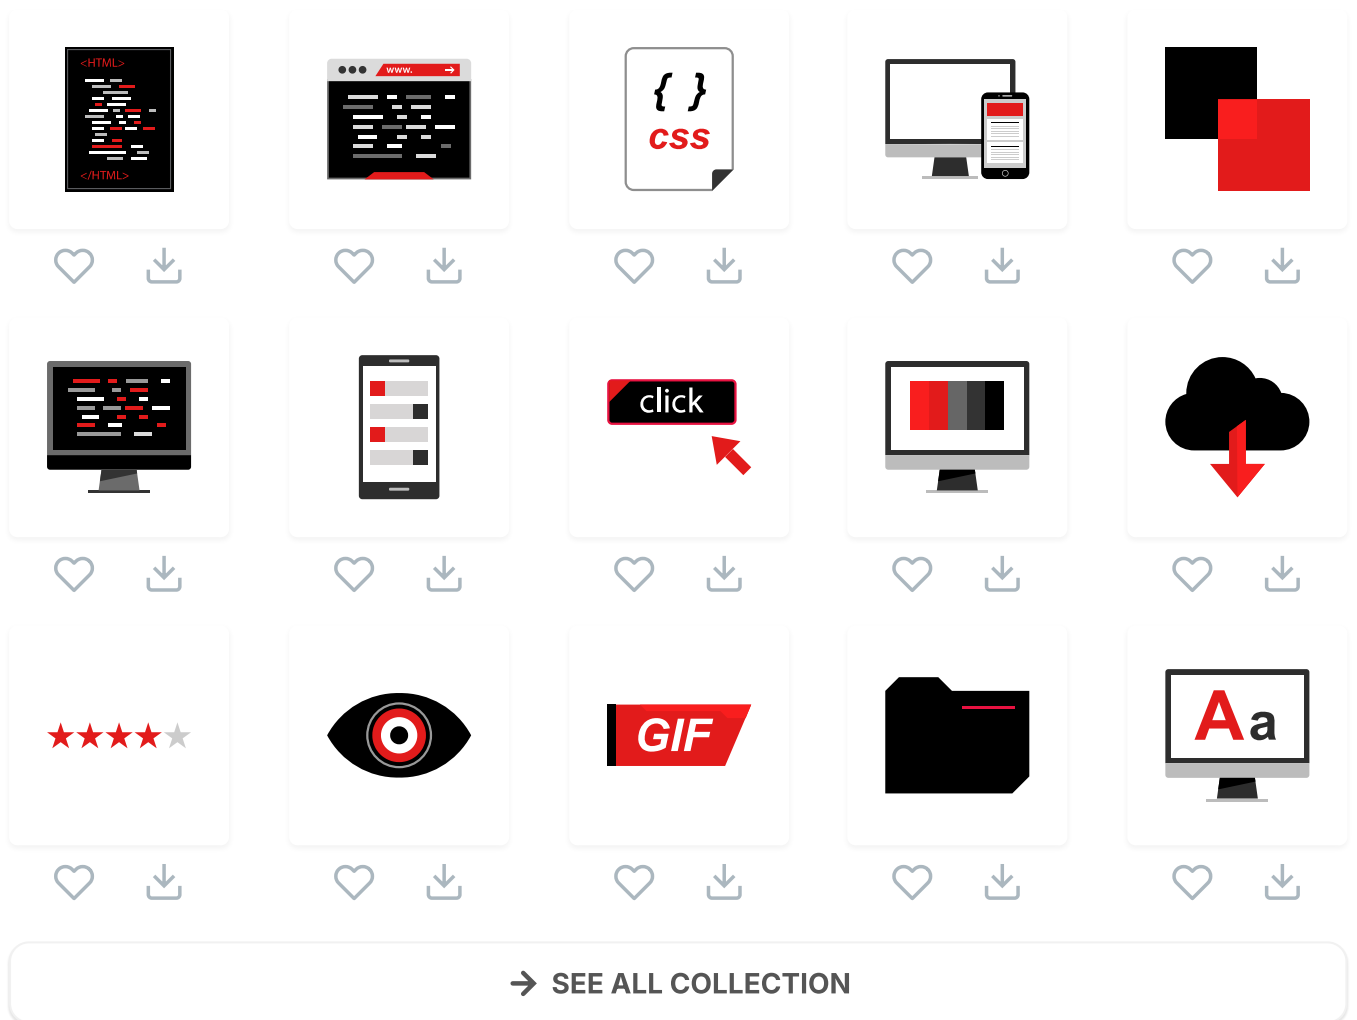 <HTML>
</HTML>
www.
{ }
css
click
GIF
Aa
SEE ALL COLLECTION